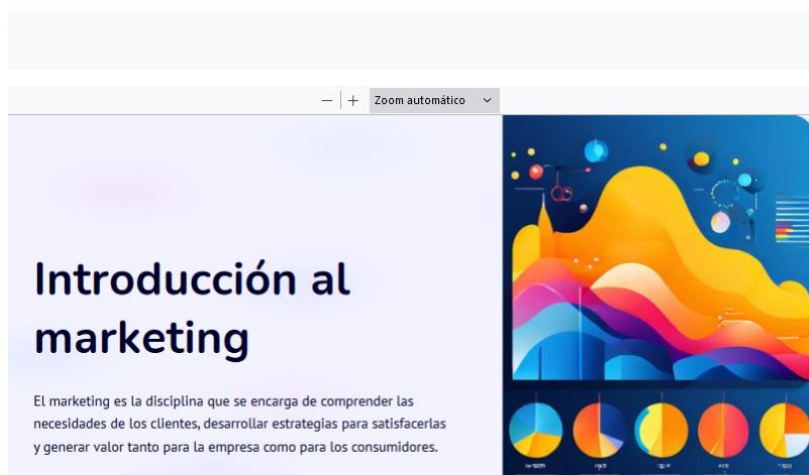 Zoom automático
Introducción al
marketing
El marketing es la disciplina que se encarga de comprender las
necesidades de los clientes, desarrollar estrategias para satisfacerlas
y generar valor tanto para la empresa como para los consumidores.